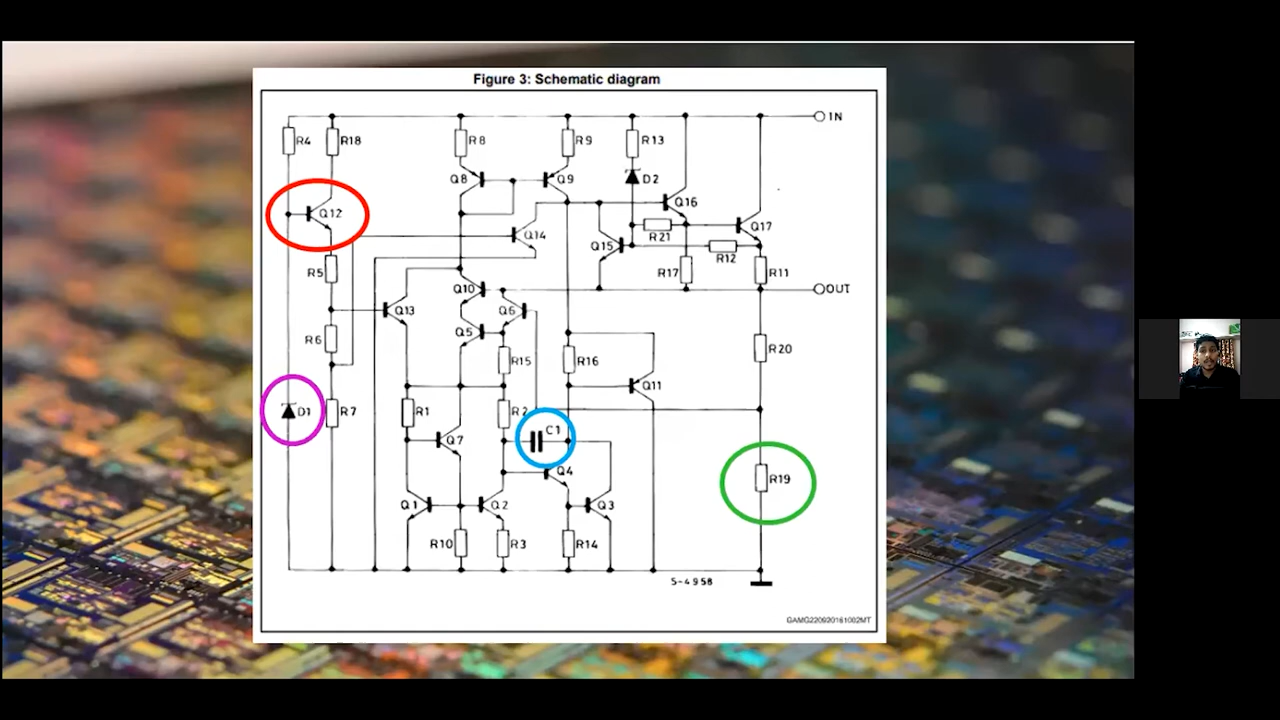 Figure 3: Schematic diagram
IN
R4
R18
R8
R9
R13
Q8
Q9
D2
Q12
Q16
Q14
Q15
R21
Q17
R12
R5
R17
R11
Q10
OUT
Q13
Q6
Q5
R6
R15
R16
R20
Q11
D1
R7
R1
R2
C1
Q7
Q4
R19
Q1
Q2
Q3
R10
R3
R14
S-4958
GAMG220920161002MT